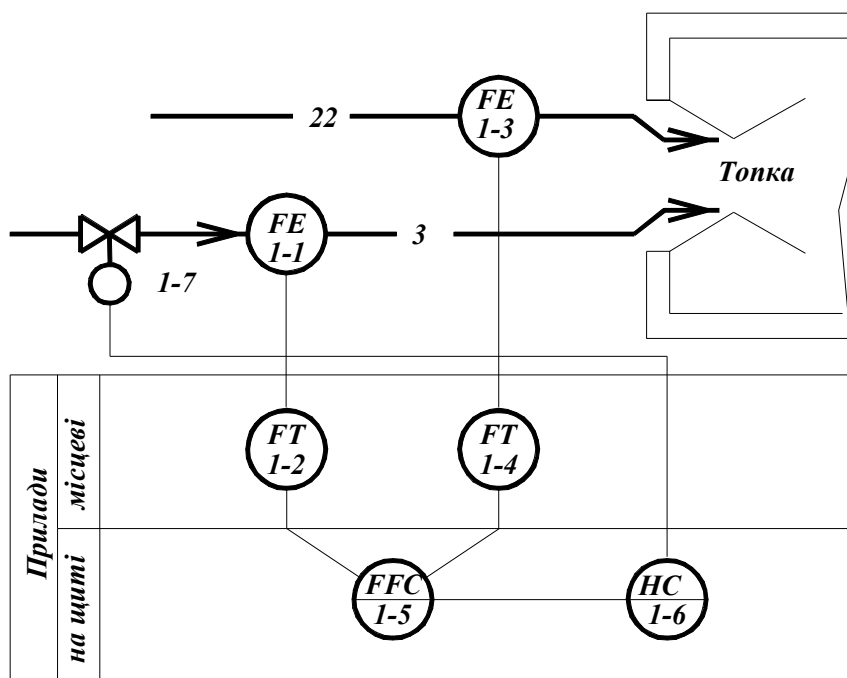 FE
1-3
22
Топка
FE
1-1
3
1-7
Прилади
місцеві
FT
1-2
FT
1-4
на щиті
FFC
1-5
HC
1-6